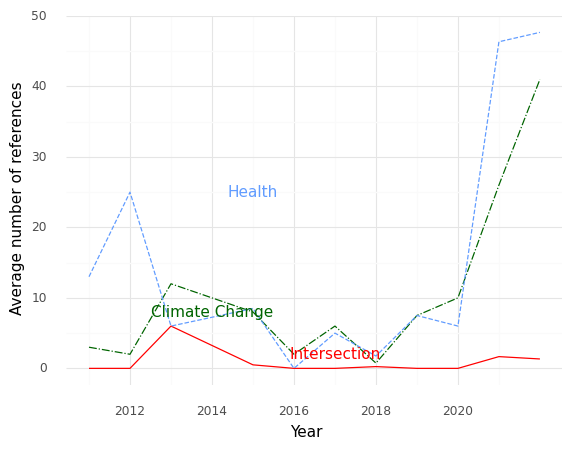 50
40
30
20
10
0
Health
Climate Change
Intersection
2012 2014 2016 2018 2020
Year
Average number of references